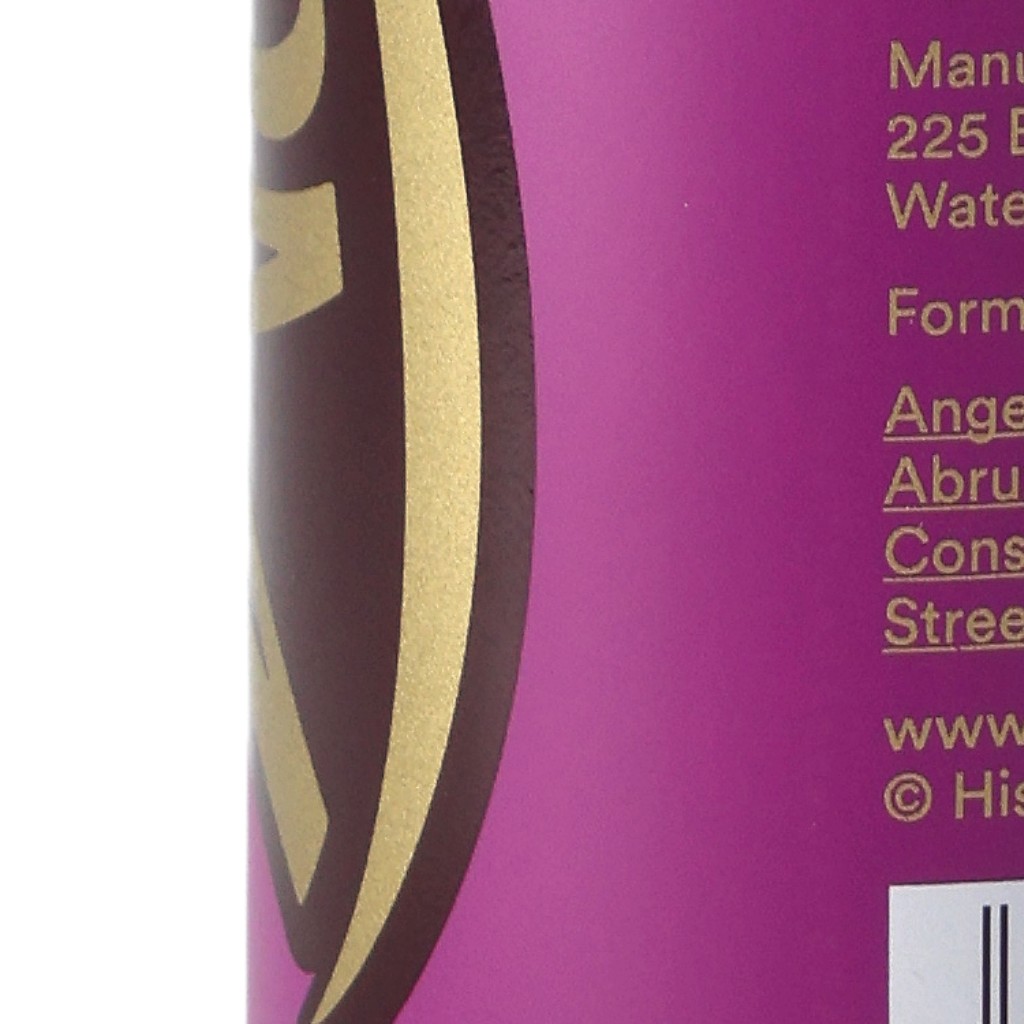 Manu
225
Wate
Form
Ange
Abru
Cons
Stree
www
© His